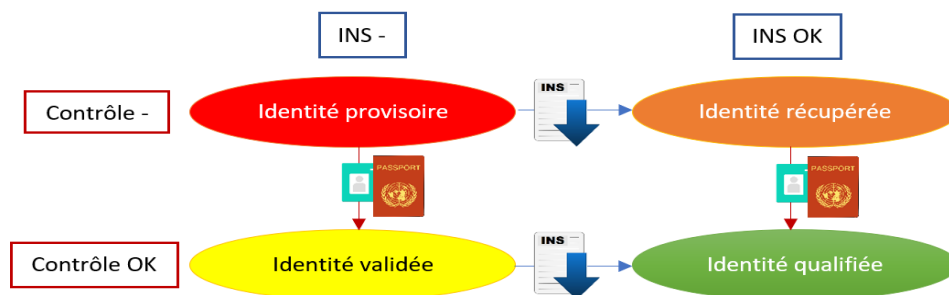 INS -
INS OK
Contrôle -
Identité provisoire
INS
Identité récupérée
PASSPORT
PASSPORT
Contrôle OK
Identité validée
INS
Identité qualifiée